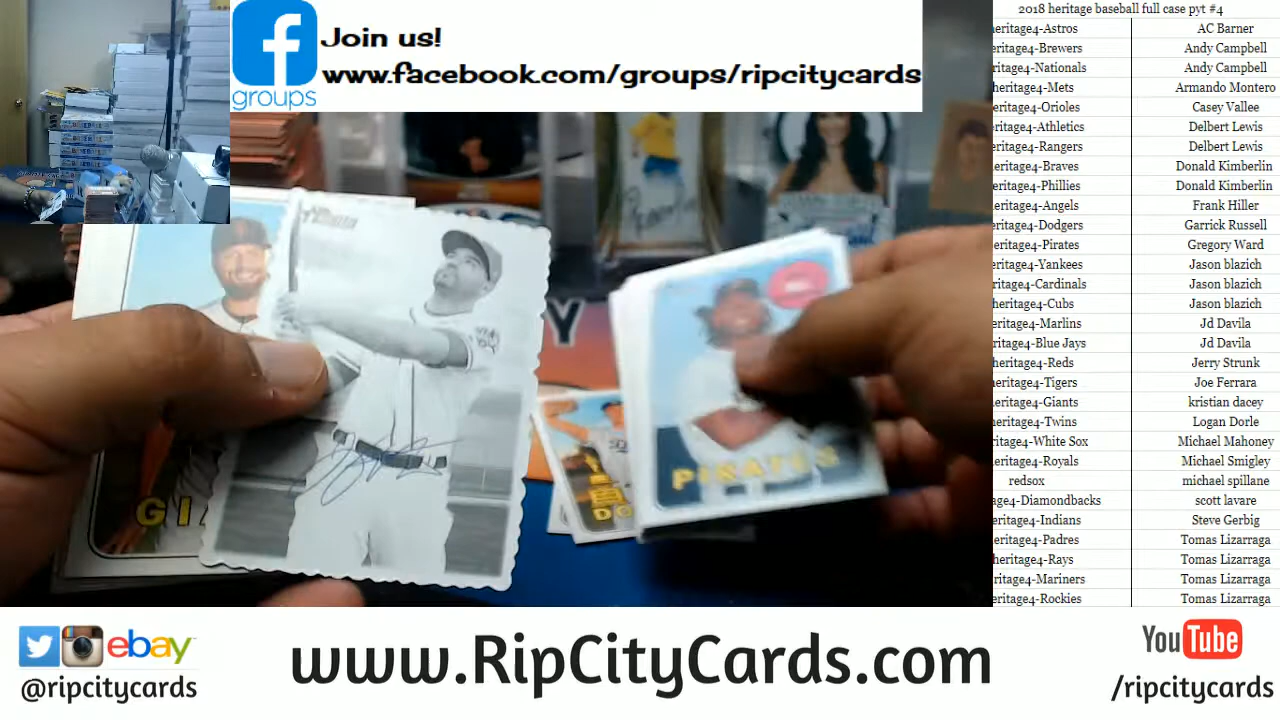 Join us!
www.facebook.com/groups/ripcitycards
groups
2018 heritage baseball full case pyt #4
eritage4-Astros AC Barner
eritage4-Brewers Andy Campbell
ritage4-Nationals Andy Campbell
heritage4-Mets Armando Montero
eritage4-Orioles Casey Vallee
eritage4-Athletics Delbert Lewis
eritage4-Rangers Delbert Lewis
eritage4-Braves Donald Kimberlin
eritage4-Phillies Donald Kimberlin
eritage4-Angels Frank Hiller
eritage4-Dodgers Garrick Russell
eritage4-Pirates Gregory Ward
eritage4-Yankees Jason blazich
ritage4-Cardinals Jason blazich
heritage4-Cubs Jason blazich
eritage4-Marlins Jd Davila
ritage4-Blue Jays Jd Davila
heritage4-Reds Jerry Strunk
eritage4-Tigers Joe Ferrara
eritage4-Giants kristian dacey
eritage4-Twins Logan Dorle
ritage4-White Sox Michael Mahoney
eritage4-Royals Michael Smigley
redsox michael spillane
age4-Diamondbacks scott lavare
eritage4-Indians Steve Gerbig
eritage4-Padres Tomas Lizarraga
heritage4-Rays Tomas Lizarraga
ritage4-Mariners Tomas Lizarraga
eritage4-Rockies Tomas Lizarraga
PIRATES
GI
DO
Y
ebay
@ripcitycards
www.RipCityCards.com
YouTube
/ripcitycards